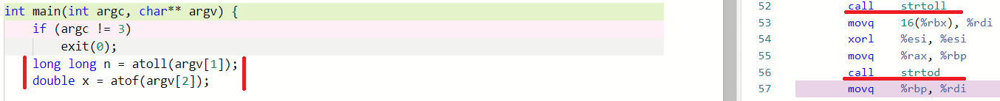 int main(int argc, char** argv) {
if (argc != 3)
exit(0);
long long n = atoll(argv[1]);
double x = atof(argv[2]);
52 call strtoll
53 movq 16(%rbx), %rdi
54 xorl %esi, %esi
55 movq %rax, %rbp
56 call strtod
57 movq %rbp, %rdi